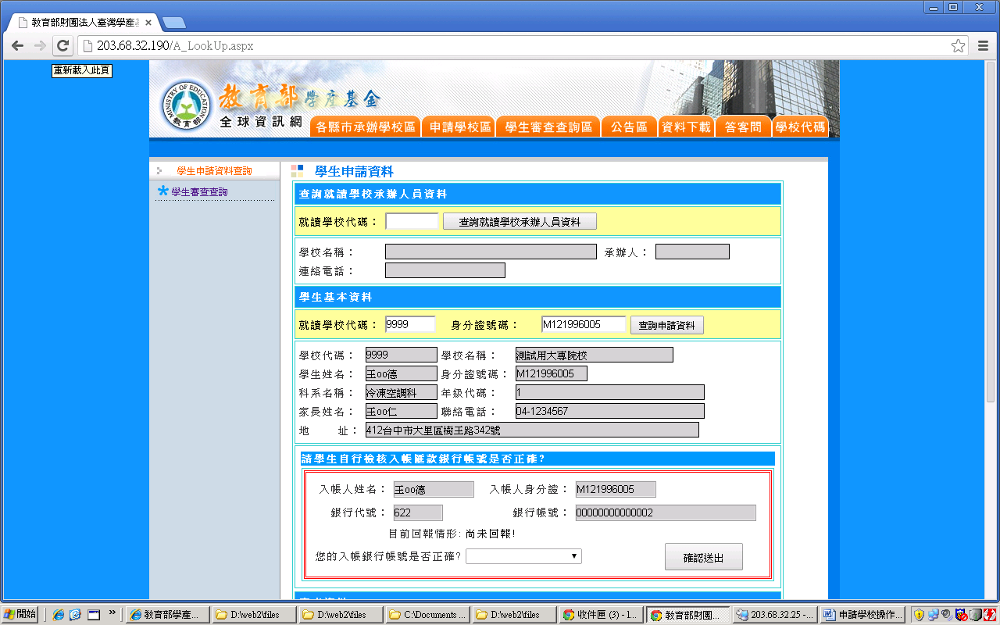 教育部財團法人臺灣學產基
203.68.32.190/A_LookUp.aspx
重新載入此頁
MINISTRY OF EDUCATION
教育部
教育部學產基金
全球資訊網
各縣市承辦學校區 申請學校區 學生審查查詢區 公告區 資料下載 答客問 學校代碼
學生申請資料查詢
學生審查查詢
學生申請資料
查詢就讀學校承辦人員資料
就讀學校代碼： 查詢就讀學校承辦人員資料
學校名稱： 承辦人：
連絡電話：
學生基本資料
就讀學校代碼： 9999 身分證號碼： M121996005 查詢申請資料
學校代碼： 9999 學校名稱： 測試用大專院校
學生姓名： 王oo德 身分證號碼： M121996005
科系名稱： 冷凍空調科 年級代碼： 1
家長姓名： 王oo仁 聯絡電話： 04-1234567
地 址： 412台中市大里區樹王路342號
請學生自行檢核入帳匯款銀行帳號是否正確?
入帳人姓名： 王oo德 入帳人身分證： M121996005
銀行代號： 622 銀行帳號： 00000000000002
目前回報情形: 尚未回報!
您的入帳銀行帳號是否正確? 確認送出
開始 » 教育部學產... D:\web2\files D:\web2\files C:\Documents ... D:\web2\files 收件匣 (3) - l... 教育部財團... 203.68.32.25 -... 申請學校操作...